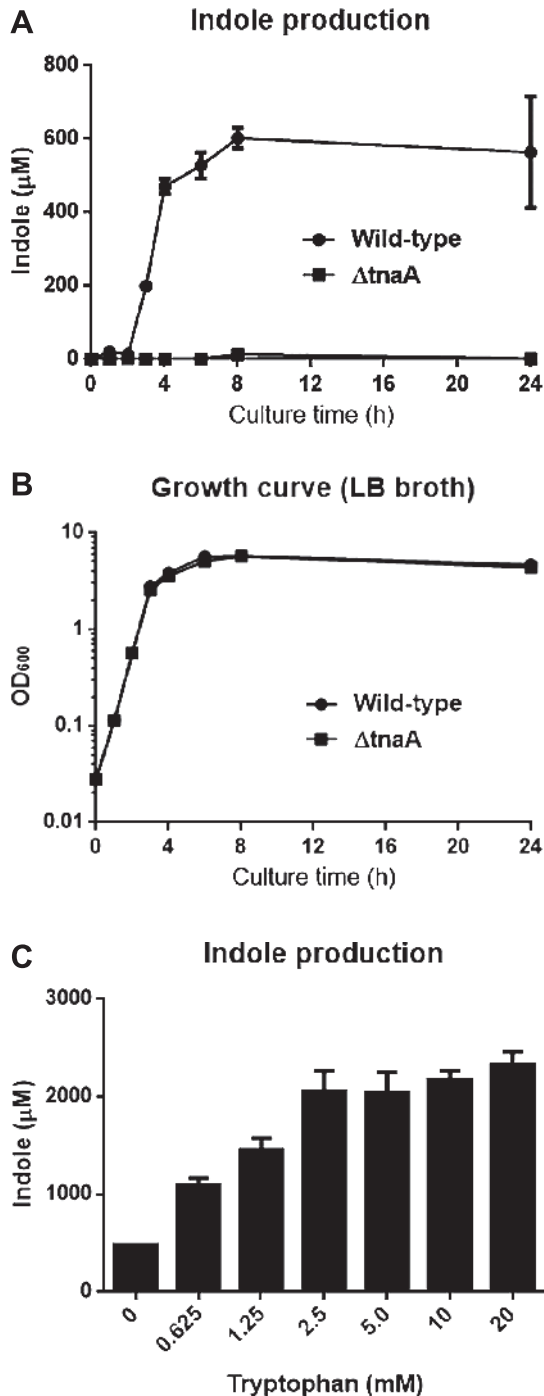 A
Indole production
800
600
400
200
0
Indole (µM)
Wild-type
ΔtnaA
0 4 8 12 16 20 24
Culture time (h)
B
Growth curve (LB broth)
10
1
0.1
0.01
OD600
Wild-type
ΔtnaA
0 4 8 12 16 20 24
Culture time (h)
C
Indole production
3000
2000
1000
0
Indole (µM)
0 0.625 1.25 2.5 5.0 10 20
Tryptophan (mM)